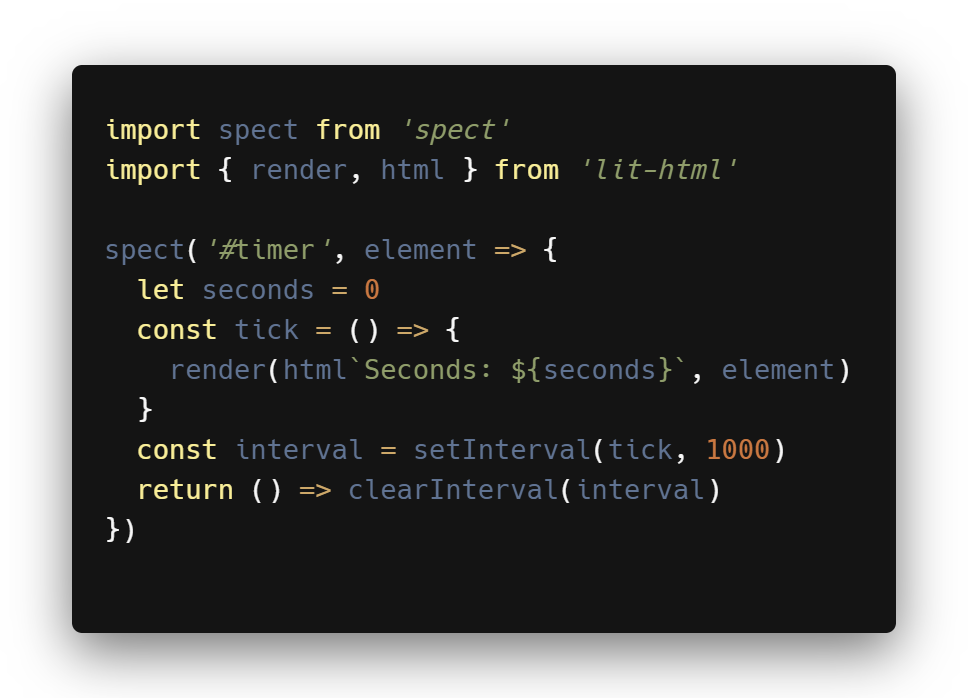 import spect from 'spect'
import { render, html } from 'lit-html'

spect('#timer', element => {
  let seconds = 0
  const tick = () => {
    render(html`Seconds: ${seconds}`, element)
  }
  const interval = setInterval(tick, 1000)
  return () => clearInterval(interval)
})